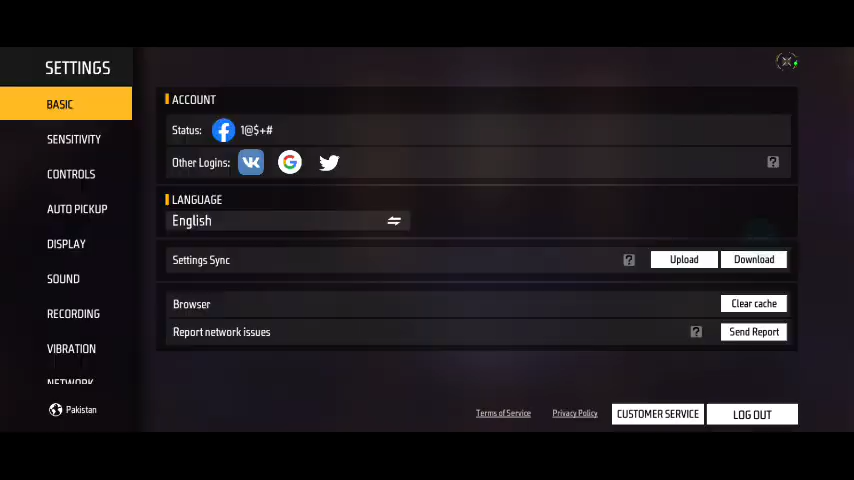 SETTINGS
BASIC
SENSITIVITY
CONTROLS
AUTO PICKUP
DISPLAY
SOUND
RECORDING
VIBRATION
NETWORK
Pakistan
ACCOUNT
Status: 1@$+#
Other Logins:
?
LANGUAGE
English
Settings Sync ? Upload Download
Browser Clear cache
Report network issues ? Send Report
Terms of Service Privacy Policy CUSTOMER SERVICE LOG OUT